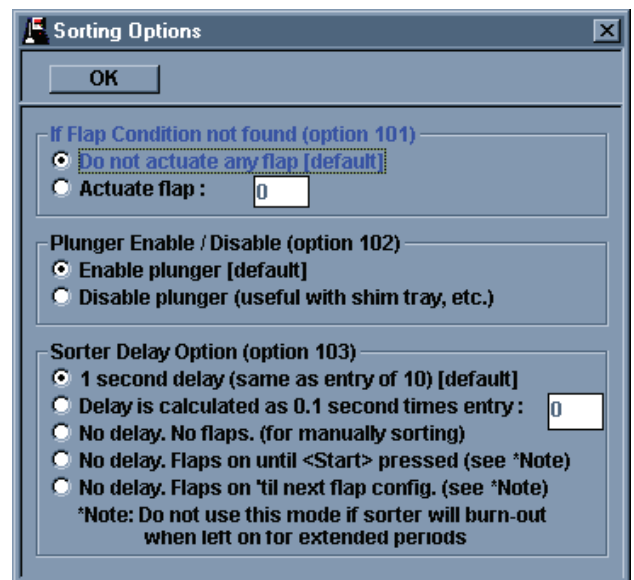 Sorting Options
OK
If Flap Condition not found (option 101)
Do not actuate any flap [default]
Actuate flap : 0
Plunger Enable / Disable (option 102)
Enable plunger [default]
Disable plunger (useful with shim tray, etc.)
Sorter Delay Option (option 103)
1 second delay (same as entry of 10) [default]
Delay is calculated as 0.1 second times entry : 0
No delay. No flaps. (for manually sorting)
No delay. Flaps on until <Start> pressed (see *Note)
No delay. Flaps on 'til next flap config. (see *Note)
*Note: Do not use this mode if sorter will burn-out
when left on for extended periods